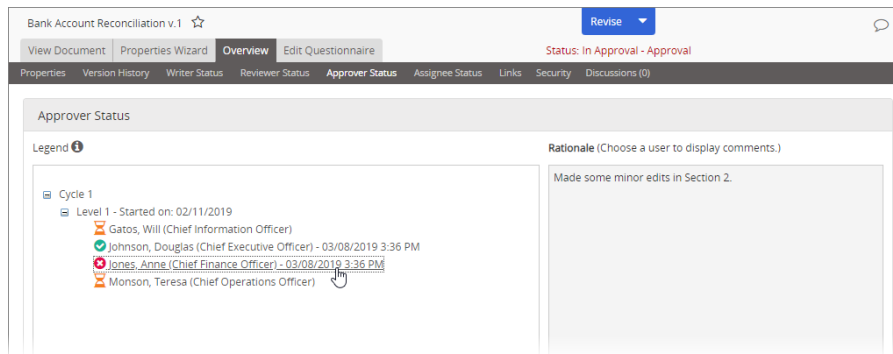 Bank Account Reconciliation v.1
Revise
View Document Properties Wizard Overview Edit Questionnaire
Status: In Approval - Approval
Properties Version History Writer Status Reviewer Status Approver Status Assignee Status Links Security Discussions (0)
Approver Status
Legend
Rationale (Choose a user to display comments.)
Cycle 1
Level 1 - Started on: 02/11/2019
Gatos, Will (Chief Information Officer)
Johnson, Douglas (Chief Executive Officer) - 03/08/2019 3:36 PM
Jones, Anne (Chief Finance Officer) - 03/08/2019 3:36 PM
Monson, Teresa (Chief Operations Officer)
Made some minor edits in Section 2.